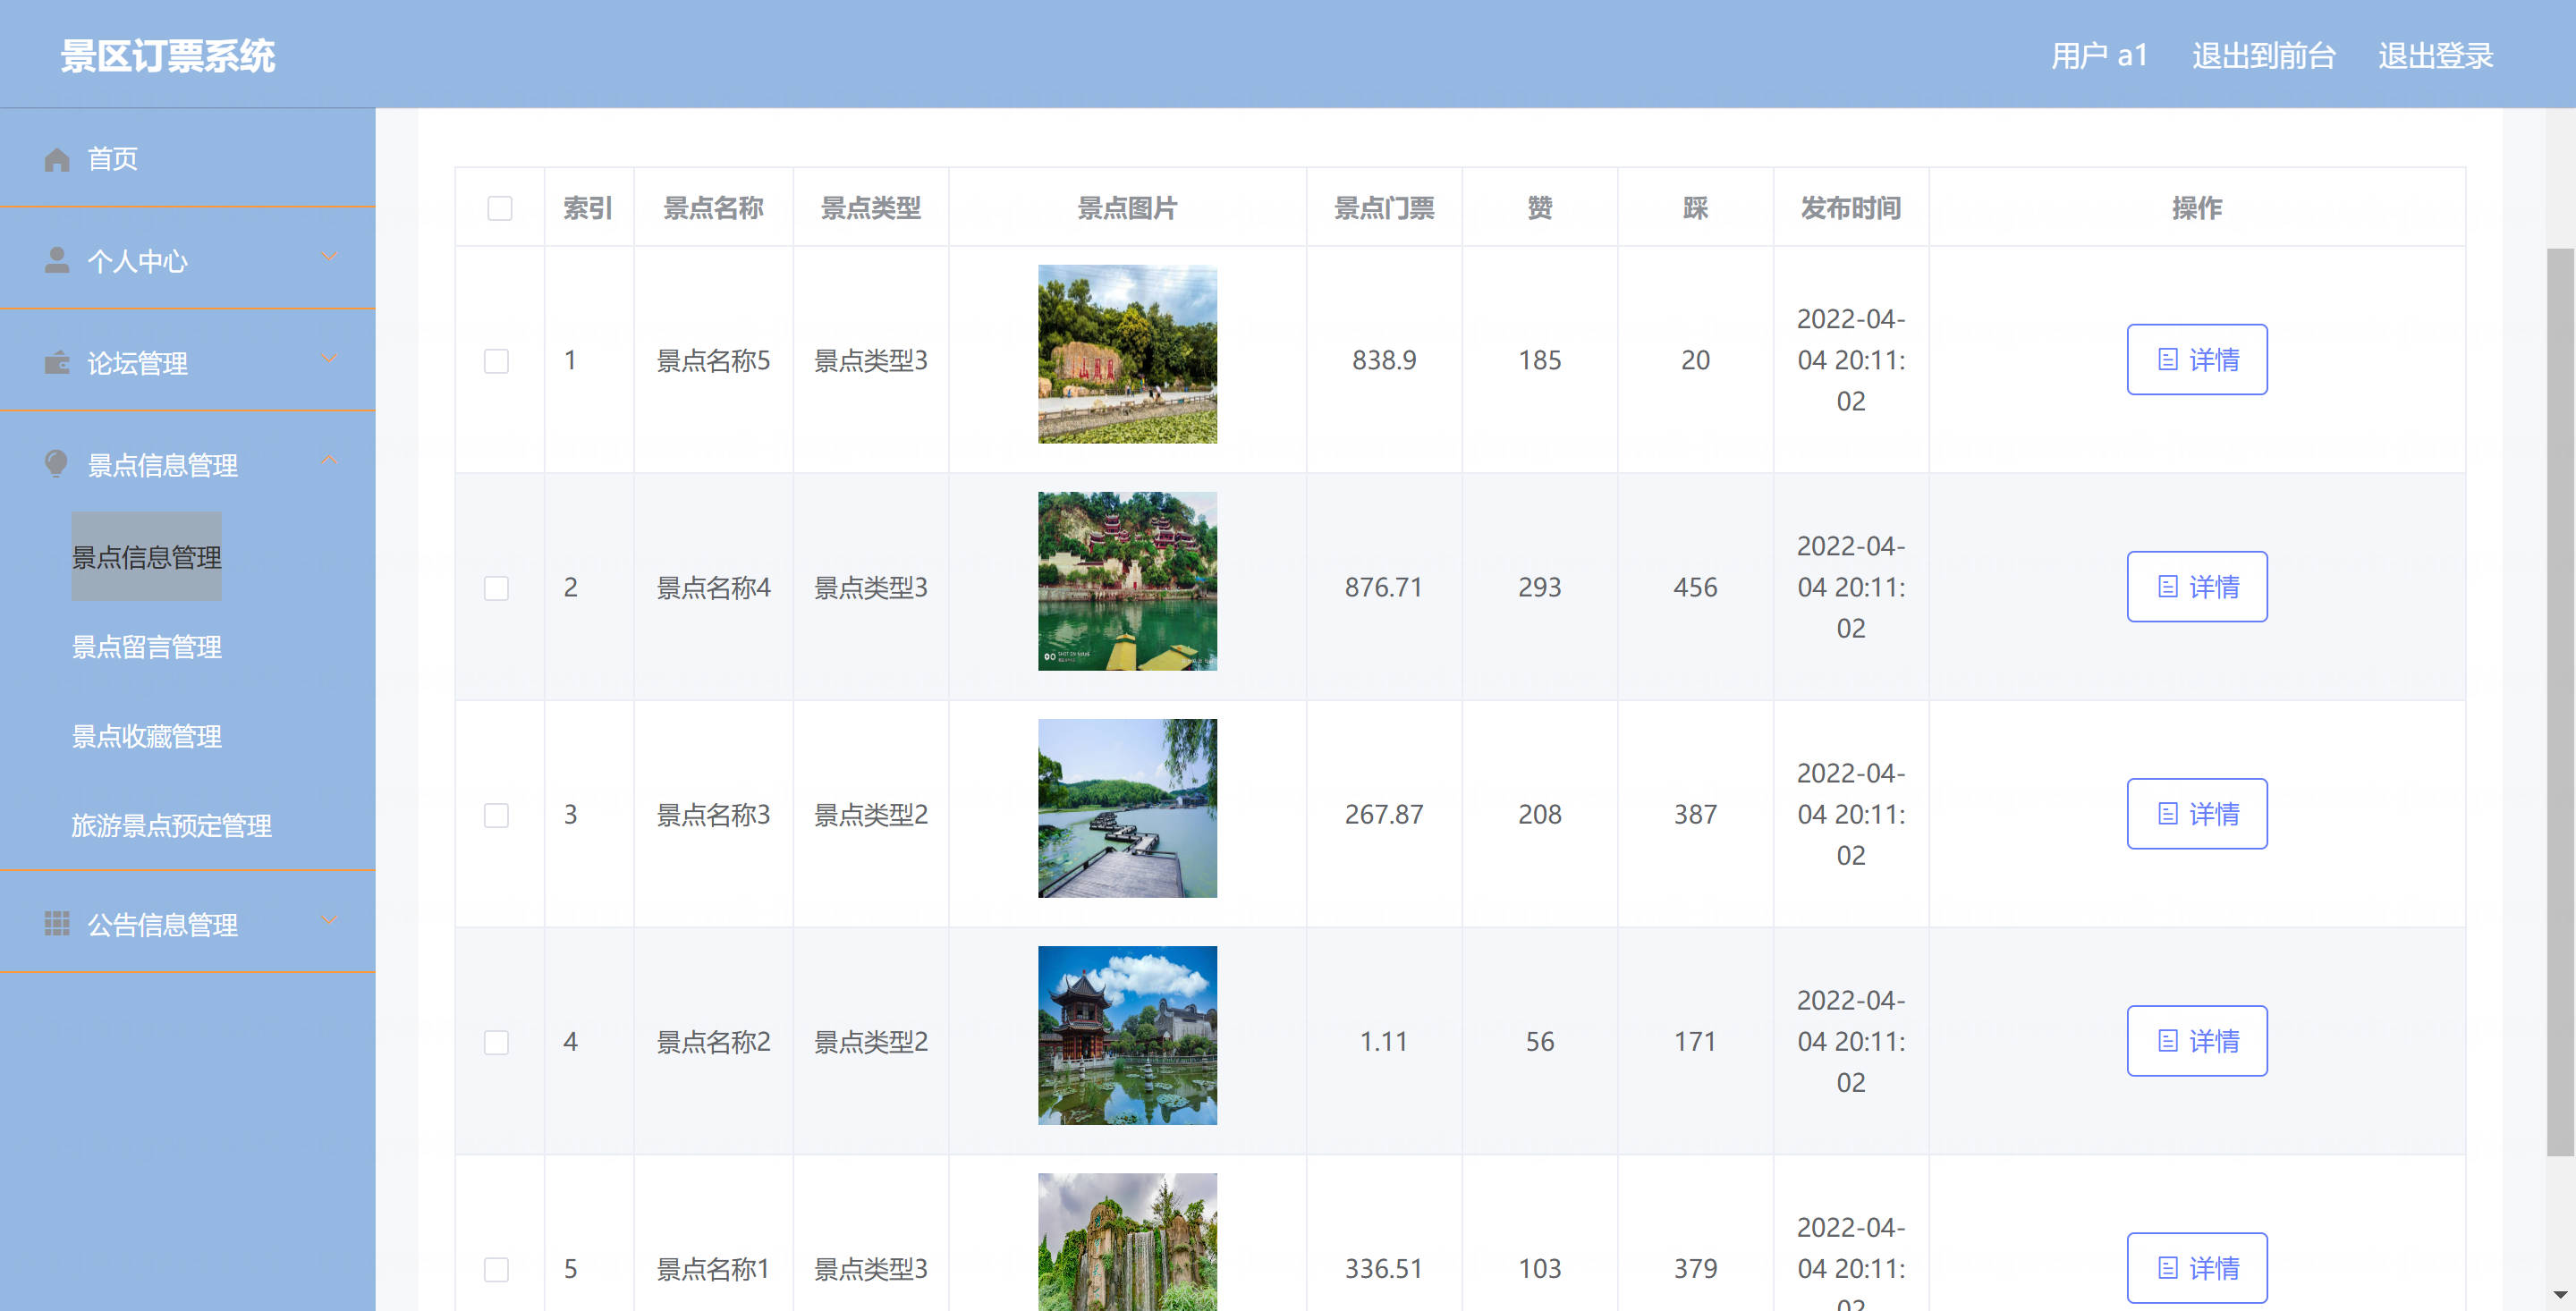 景区订票系统
用户 a1 退出到前台 退出登录
首页
个人中心
论坛管理
景点信息管理
景点信息管理
景点留言管理
景点收藏管理
旅游景点预定管理
公告信息管理
索引 景点名称 景点类型 景点图片 景点门票 赞 踩 发布时间 操作
1 景点名称5 景点类型3 838.9 185 20 2022-04-
04 20:11:
02
详情
2 景点名称4 景点类型3 876.71 293 456 2022-04-
04 20:11:
02
详情
3 景点名称3 景点类型2 267.87 208 387 2022-04-
04 20:11:
02
详情
4 景点名称2 景点类型2 1.11 56 171 2022-04-
04 20:11:
02
详情
5 景点名称1 景点类型3 336.51 103 379 2022-04-
04 20:11:
02
详情